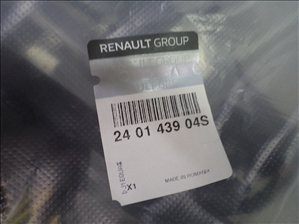 RENAULT GROUP
24 01 439 04S
X1
MADE IN ROMANIA